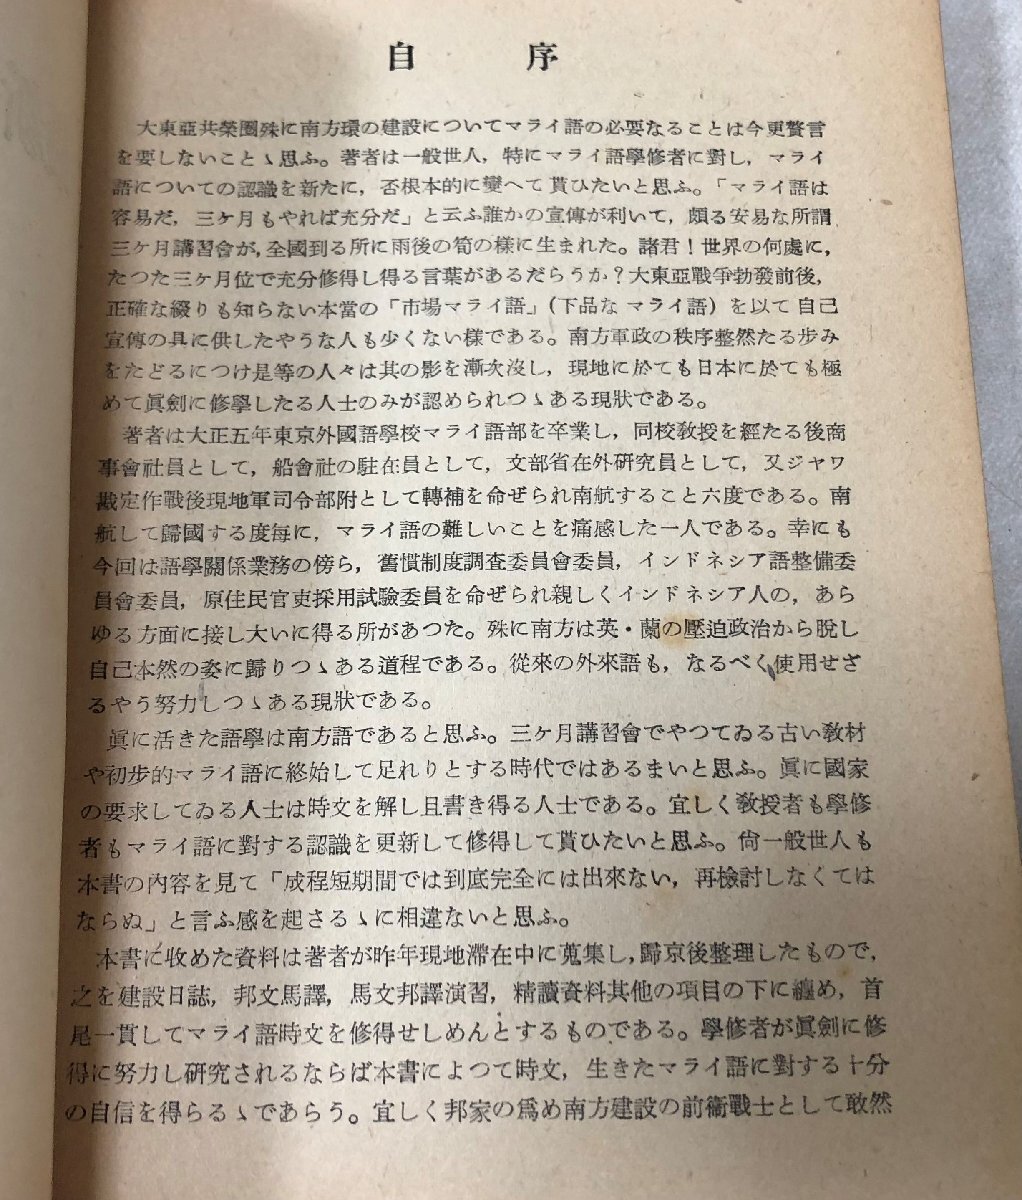 自序
大東亞共榮圈殊に南方環の建設についてマライ語の必要なることは今更贅言
を要しないことゝ思ふ。著者は一般世人，特にマライ語學修者に對し，マライ
語についての認識を新たに，否根本的に變へて貰ひたいと思ふ。「マライ語は
容易だ，三ケ月もやれば充分だ」と云ふ誰かの宣傳が利いて，頗る安易な所謂
三ケ月講習會が，全國到る所に雨後の筍の樣に生まれた。諸君！世界の何處に，
たつた三ケ月位で充分修得し得る言葉があるだらうか？大東亞戰爭勃發前後，
正確な綴りも知らない本當の「市場マライ語」（下品なマライ語）を以て自己
宣傳の具に供したやうな人も少くない樣である。南方軍政の秩序整然たる步み
をたどるにつけ是等の人々は其の影を漸次沒し，現地に於ても日本に於ても極
めて眞劍に修學したる人士のみが認められつゝある現狀である。
著者は大正五年東京外國語學校マライ語部を卒業し，同校敎授を經たる後商
事會社員として，船會社の駐在員として，文部省在外硏究員として，又ジヤワ
戡定作戰後現地軍司令部附として轉補を命ぜられ南航すること六度である。南
航して歸國する度每に，マライ語の難しいことを痛感した一人である。幸にも
今回は語學關係業務の傍ら，舊慣制度調査委員會委員，インドネシア語整備委
員會委員，原住民官吏採用試驗委員を命ぜられ親しくインドネシア人の，あら
ゆる方面に接し大いに得る所があつた。殊に南方は英・蘭の壓迫政治から脫し
自己本然の姿に歸りつゝある道程である。從來の外來語も，なるべく使用せざ
るやう努力しつゝある現狀である。
眞に活きた語學は南方語であると思ふ。三ケ月講習會でやつてゐる古い敎材
や初步的マライ語に終始して足れりとする時代ではあるまいと思ふ。眞に國家
の要求してゐる人士は時文を解し且書き得る人士である。宜しく敎授者も學修
者もマライ語に對する認識を更新して修得して貰ひたいと思ふ。尙一般世人も
本書の內容を見て「成程短期間では到底完全には出來ない，再檢討しなくては
ならぬ」と言ふ感を起さるゝに相違ないと思ふ。
本書に收めた資料は著者が昨年現地滯在中に蒐集し，歸京後整理したもので，
之を建設日誌，邦文馬譯，馬文邦譯演習，精讀資料其他の項目の下に纏め，首
尾一貫してマライ語時文を修得せしめんとするものである。學修者が眞劍に修
得に努力し硏究されるならば本書によつて時文，生きたマライ語に對する十分
の自信を得らるゝであらう。宜しく邦家の爲め南方建設の前衞戰士として敢然